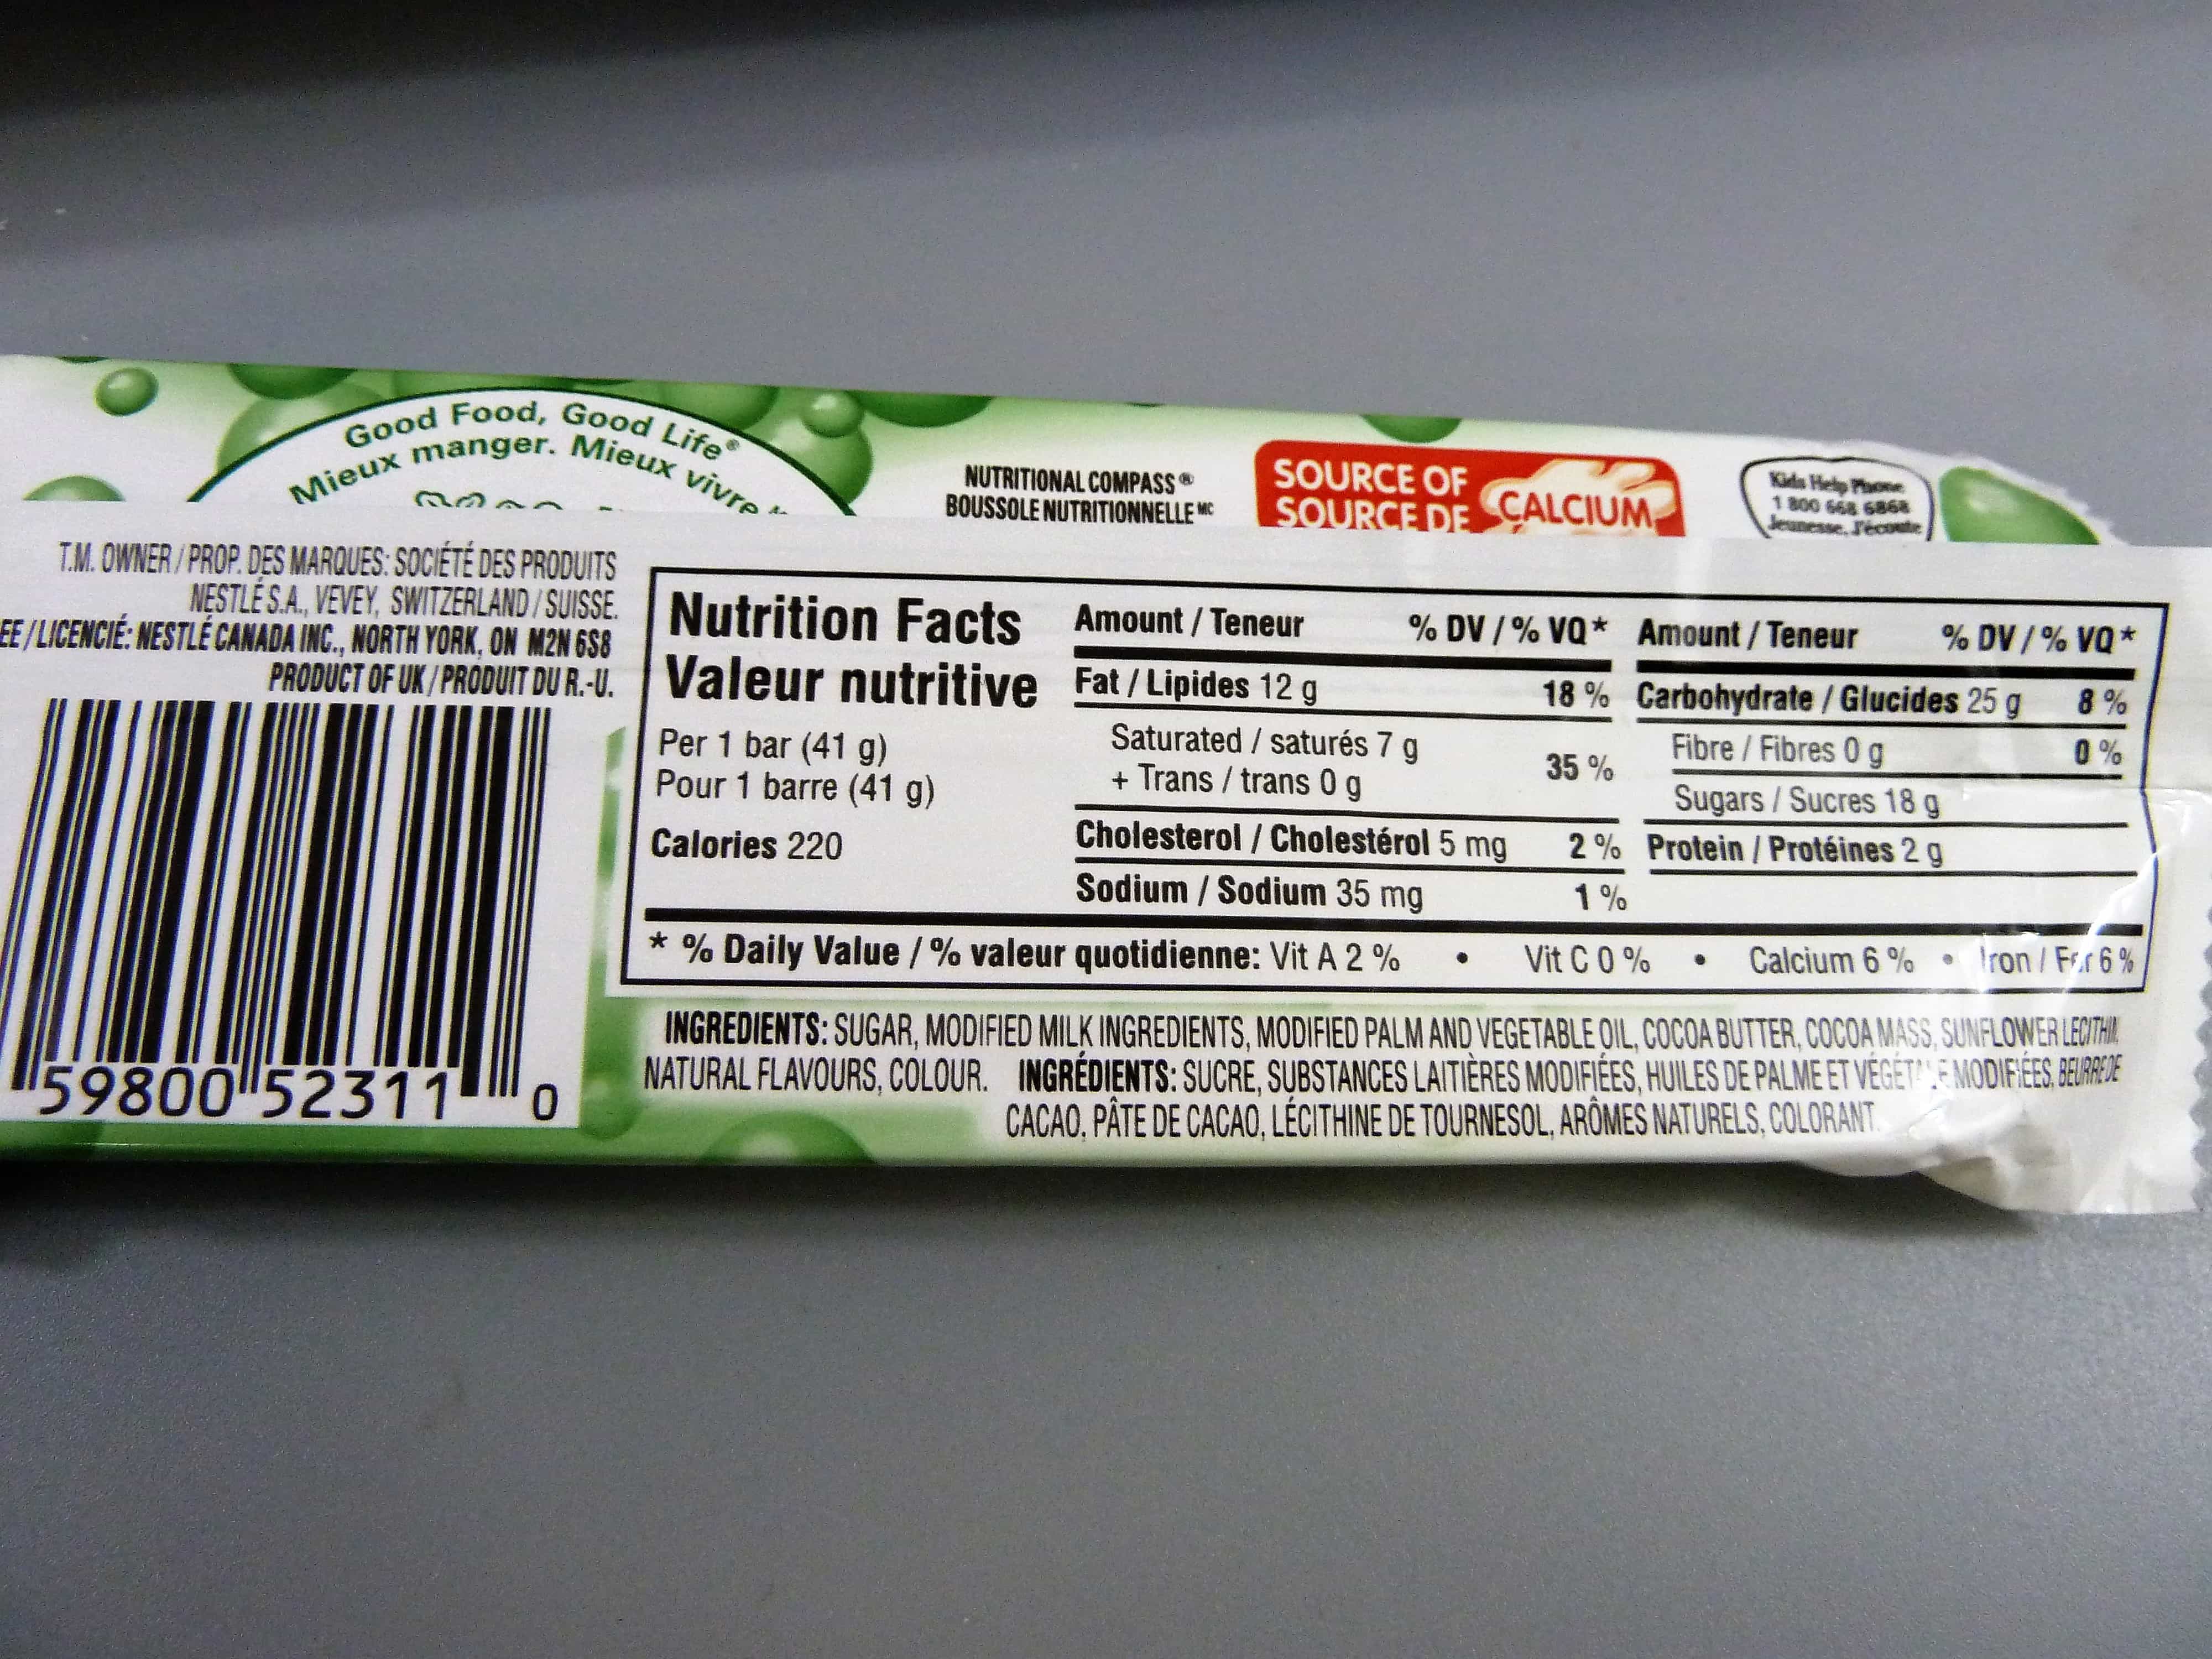 Good Food, Good Life®
Mieux manger. Mieux vivre
NUTRITIONAL COMPASS®
BOUSSOLE NUTRITIONNELLE MC
SOURCE OF
SOURCE DE
CALCIUM
Kids Help Phone
1 800 668 6868
Jeunesse, J'écoute
T.M. OWNER / PROP. DES MARQUES: SOCIÉTÉ DES PRODUITS
NESTLÉ S.A., VEVEY, SWITZERLAND / SUISSE.
EE / LICENCIÉ: NESTLÉ CANADA INC., NORTH YORK, ON M2N 6S8
PRODUCT OF UK / PRODUIT DU R.-U.
59800 52311 0
Nutrition Facts
Valeur nutritive
Per 1 bar (41 g)
Pour 1 barre (41 g)
Calories 220
Amount / Teneur % DV / % VQ*
Fat / Lipides 12 g 18 %
Saturated / saturés 7 g
+ Trans / trans 0 g 35 %
Cholesterol / Cholestérol 5 mg 2 %
Sodium / Sodium 35 mg 1 %
Amount / Teneur % DV / % VQ*
Carbohydrate / Glucides 25 g 8 %
Fibre / Fibres 0 g 0 %
Sugars / Sucres 18 g
Protein / Protéines 2 g
* % Daily Value / % valeur quotidienne: Vit A 2 % • Vit C 0 % • Calcium 6 % • Iron / Fer 6 %
INGREDIENTS: SUGAR, MODIFIED MILK INGREDIENTS, MODIFIED PALM AND VEGETABLE OIL, COCOA BUTTER, COCOA MASS, SUNFLOWER LECITHIN,
NATURAL FLAVOURS, COLOUR. INGRÉDIENTS: SUCRE, SUBSTANCES LAITIÈRES MODIFIÉES, HUILES DE PALME ET VÉGÉTALE MODIFIÉES, BEURRE DE
CACAO, PÂTE DE CACAO, LÉCITHINE DE TOURNESOL, ARÔMES NATURELS, COLORANT.